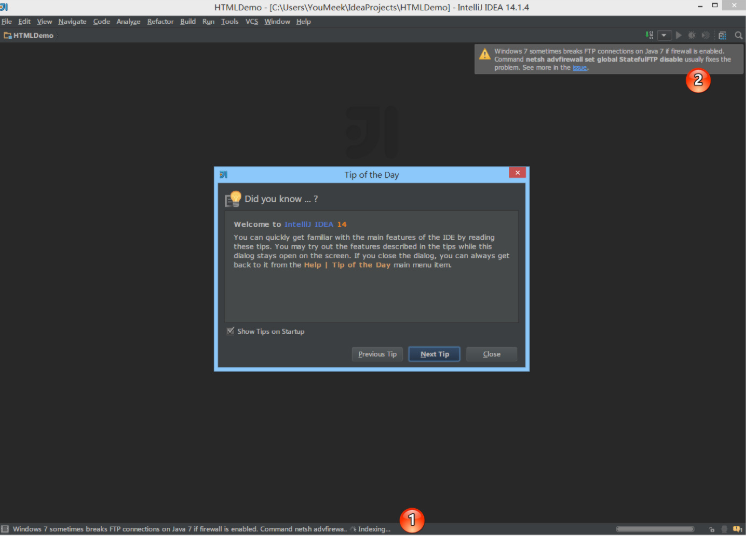 HTMLDemo - [C:\Users\YouMeek\IdeaProjects\HTMLDemo] - IntelliJ IDEA 14.1.4
File Edit View Navigate Code Analyze Refactor Build Run Tools VCS Window Help
HTMLDemo
Windows 7 sometimes breaks FTP connections on Java 7 if firewall is enabled.
Command netsh advfirewall set global StatefulFTP disable usually fixes the
problem. See more in the issue.
2
Tip of the Day
Did you know ... ?
Welcome to IntelliJ IDEA 14
You can quickly get familiar with the main features of the IDE by reading
these tips. You may try out the features described in the tips while this
dialog stays open on the screen. If you close the dialog, you can always get
back to it from the Help | Tip of the Day main menu item.
Show Tips on Startup
Previous Tip Next Tip Close
1
Windows 7 sometimes breaks FTP connections on Java 7 if firewall is enabled. Command netsh advfirewa... Indexing...